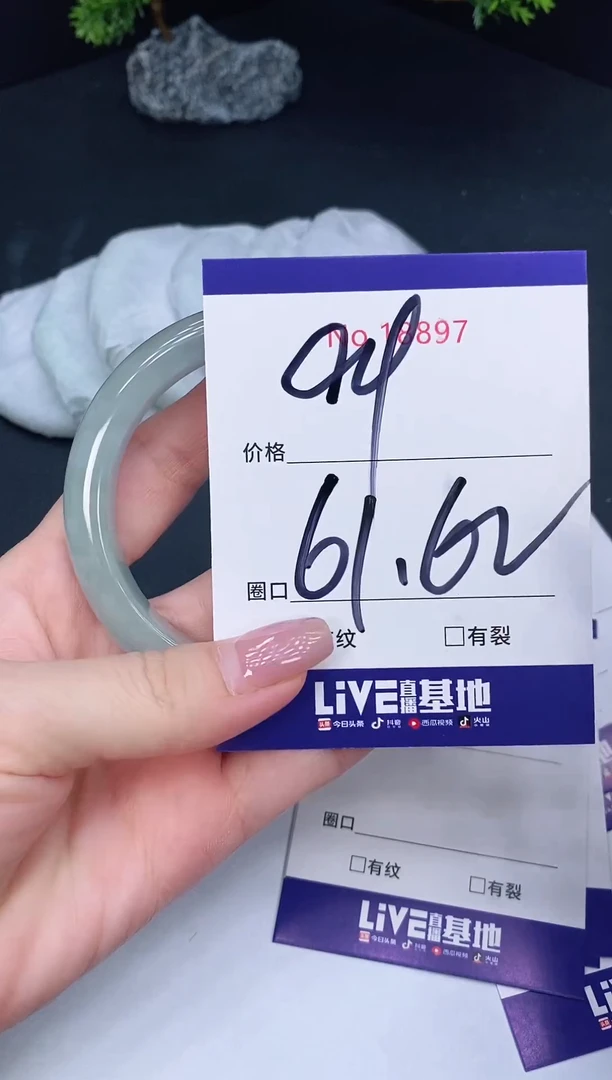 No 18897
94
价格
圈口 61.62
纹 □有裂
LiVE直播基地
今日头条 抖音 西瓜视频 火山
圈口
□有纹 □有裂
LiVE直播基地
今日头条 抖音 西瓜视频 火山
Li